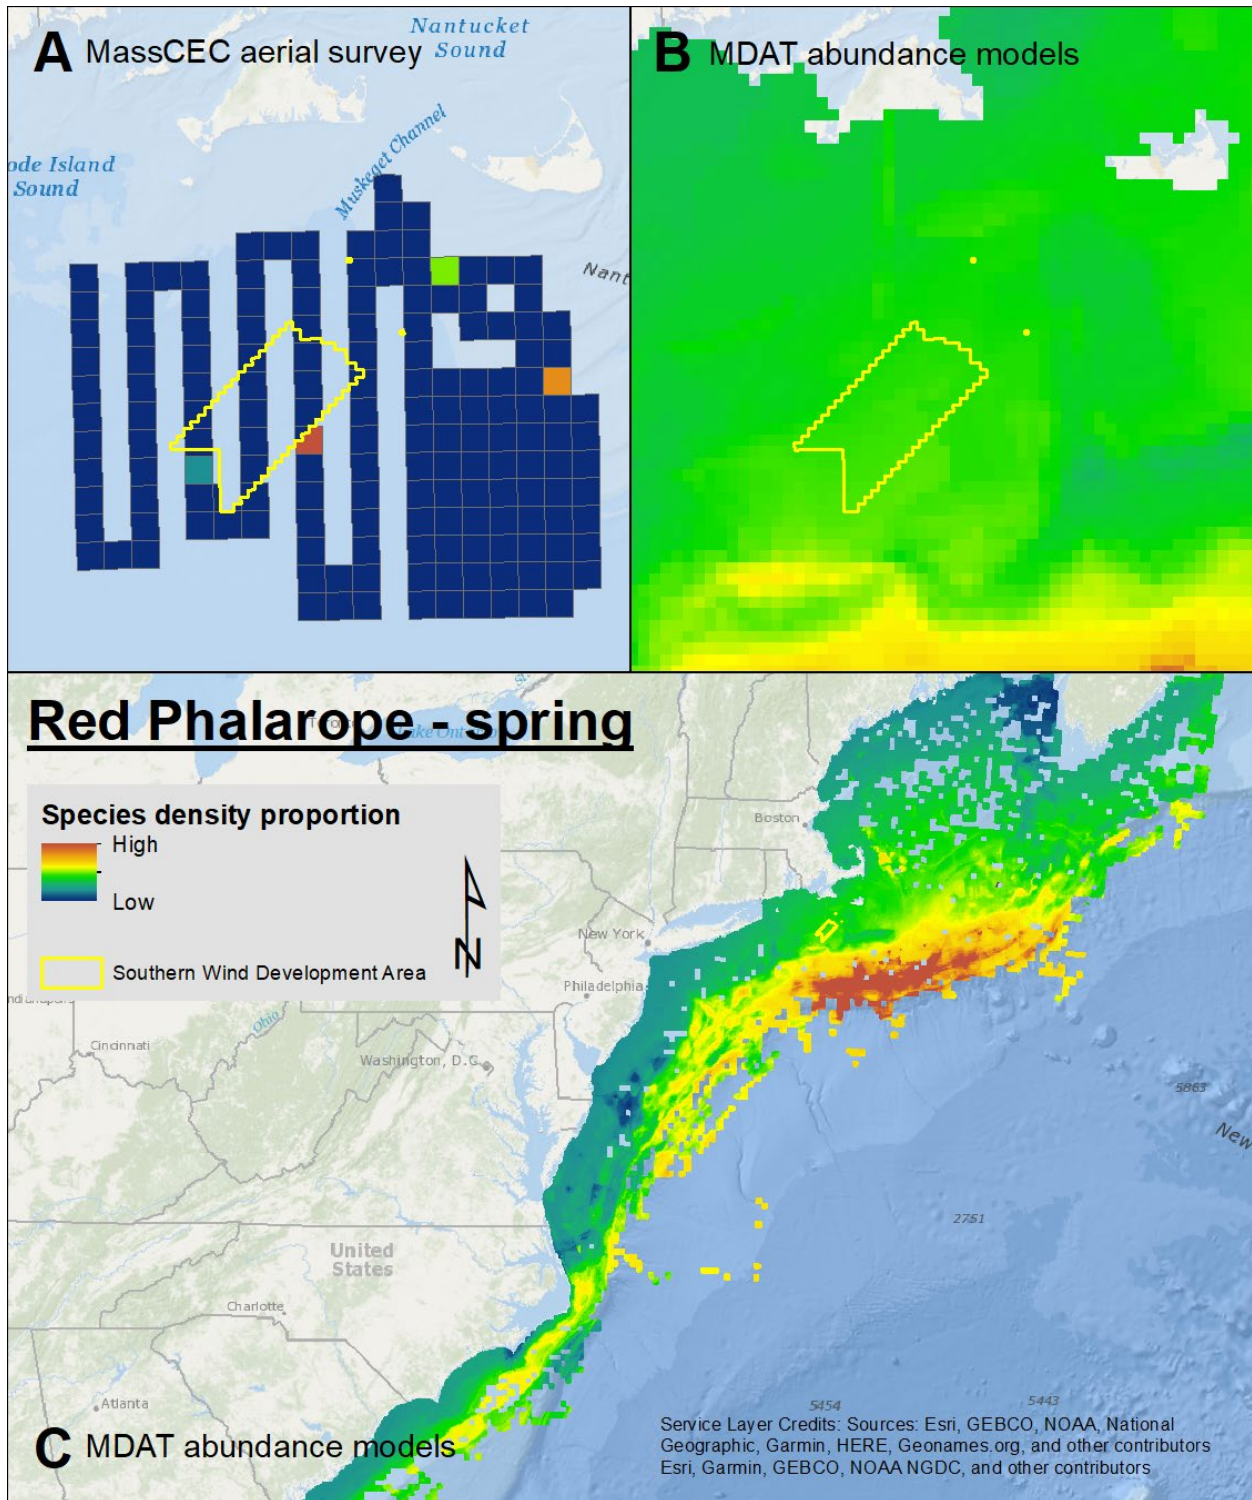 A MassCEC aerial survey
Nantucket
Sound
Muskeget Channel
ode Island
Sound
Nant
B MDAT abundance models
Red Phalarope - spring
Species density proportion
High
Low
N
Southern Wind Development Area
Boston
New York
Philadelphia
Ohio
Cincinnati
Washington, D.C.
5863
New
2751
United
States
Charlotte
Atlanta
5454
5443
C MDAT abundance models
Service Layer Credits: Sources: Esri, GEBCO, NOAA, National
Geographic, Garmin, HERE, Geonames.org, and other contributors
Esri, Garmin, GEBCO, NOAA NGDC, and other contributors